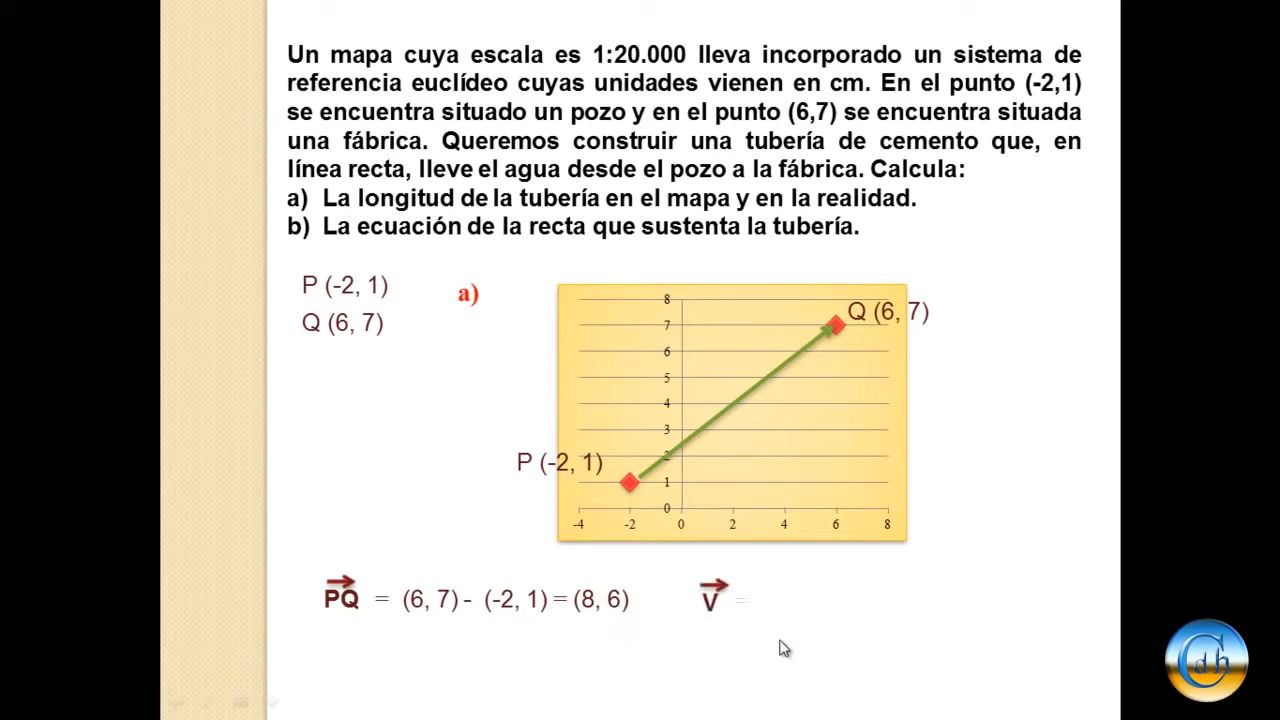 Un mapa cuya escala es 1:20.000 lleva incorporado un sistema de
referencia euclídeo cuyas unidades vienen en cm. En el punto (-2,1)
se encuentra situado un pozo y en el punto (6,7) se encuentra situada
una fábrica. Queremos construir una tubería de cemento que, en
línea recta, lleve el agua desde el pozo a la fábrica. Calcula:
a) La longitud de la tubería en el mapa y en la realidad.
b) La ecuación de la recta que sustenta la tubería.
P (-2, 1)
a)
Q (6, 7)
8
Q (6, 7)
7
6
5
4
3
2
P (-2, 1)
1
0
-4 -2 0 2 4 6 8
PQ = (6, 7) - (-2, 1) = (8, 6)
V =
Cdh